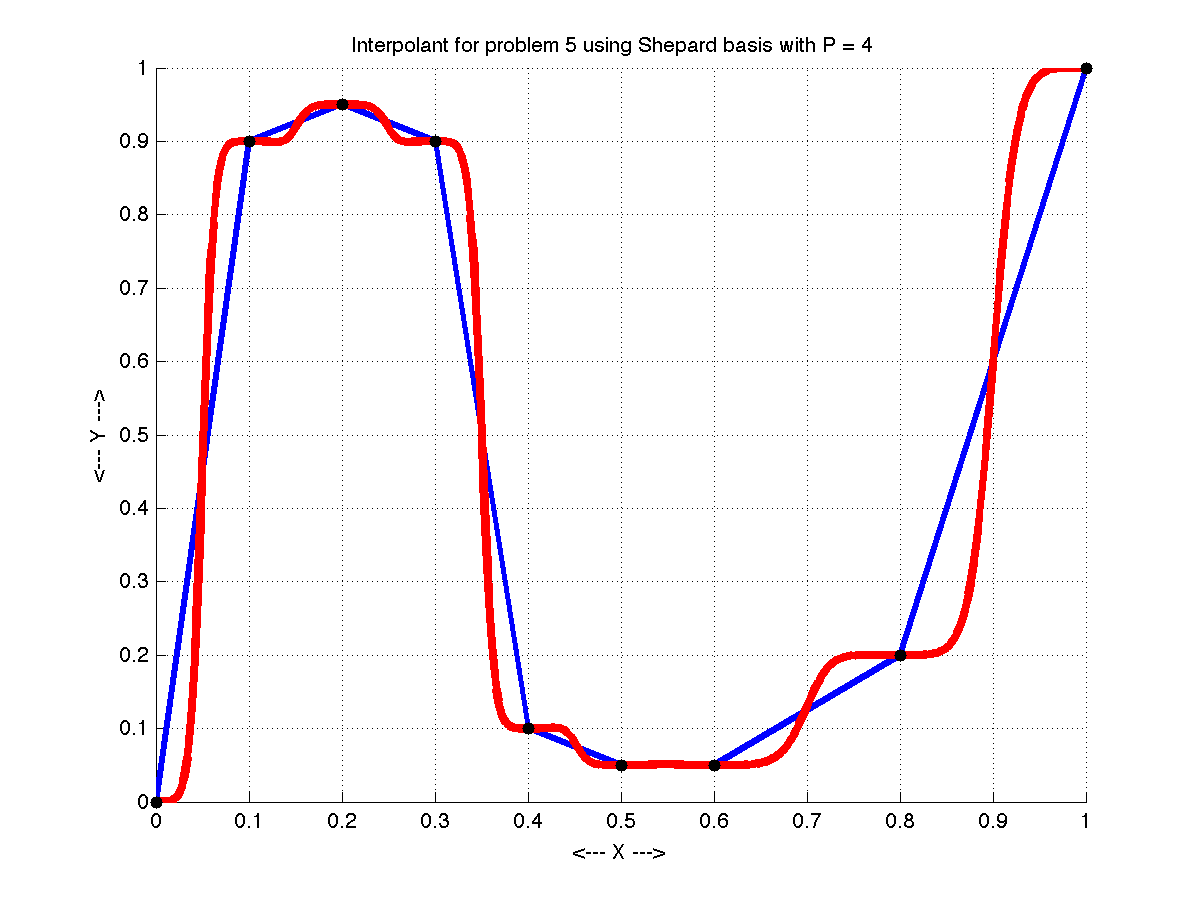 Interpolant for problem 5 using Shepard basis with P = 4
1
0.9
0.8
0.7
0.6
0.5
0.4
0.3
0.2
0.1
0
<--- Y --->
0 0.1 0.2 0.3 0.4 0.5 0.6 0.7 0.8 0.9 1
<--- X --->